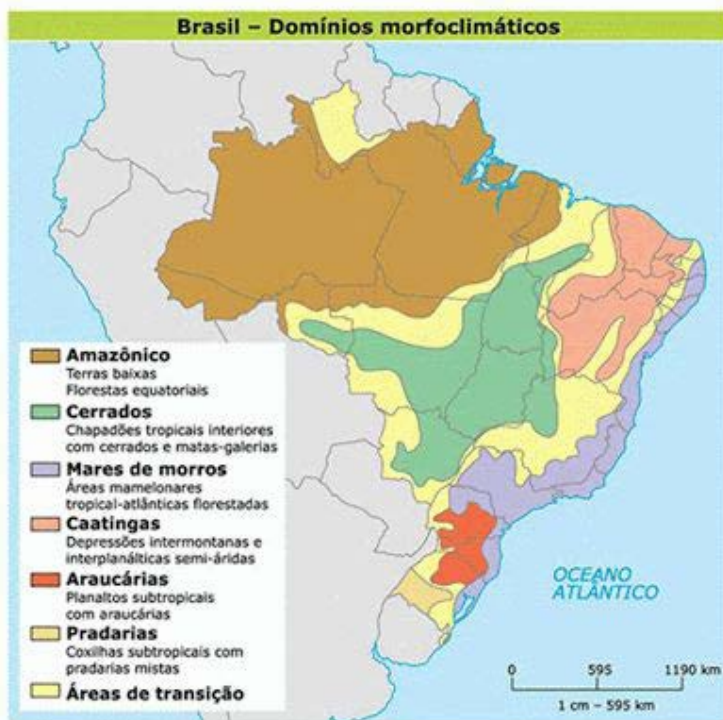 Brasil – Domínios morfoclimáticos
Amazônico
Terras baixas
Florestas equatoriais
Cerrados
Chapadões tropicais interiores
com cerrados e matas-galerias
Mares de morros
Áreas mamelonares
tropical-atlânticas florestadas
Caatingas
Depressões intermontanas e
interplanálticas semi-áridas
Araucárias
Planaltos subtropicais
com araucárias
Pradarias
Coxilhas subtropicais com
pradarias mistas
Áreas de transição
OCEANO
ATLÂNTICO
0 595 1190 km
1 cm – 595 km